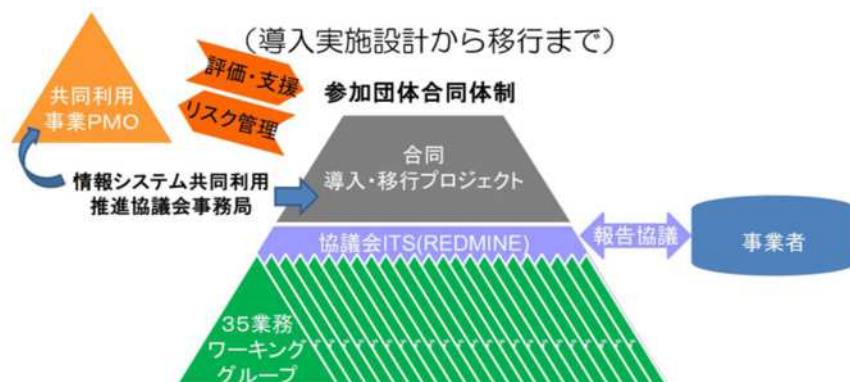 (導入実施設計から移行まで)
評価・支援
リスク管理
共同利用
事業PMO
参加団体合同体制
合同
導入・移行プロジェクト
情報システム共同利用
推進協議会事務局
協議会ITS(REDMINE)
報告協議
事業者
35業務
ワーキング
グループ